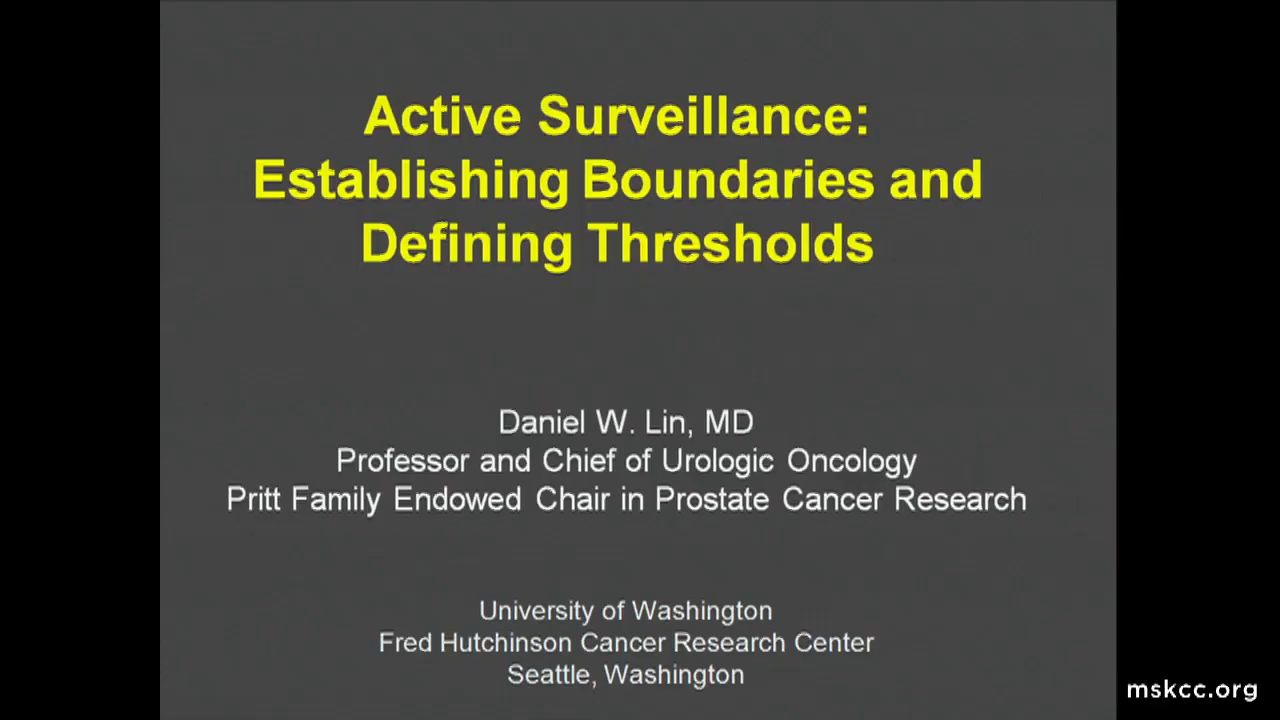 Active Surveillance:
Establishing Boundaries and
Defining Thresholds
Daniel W. Lin, MD
Professor and Chief of Urologic Oncology
Pritt Family Endowed Chair in Prostate Cancer Research
University of Washington
Fred Hutchinson Cancer Research Center
Seattle, Washington
mskcc.org